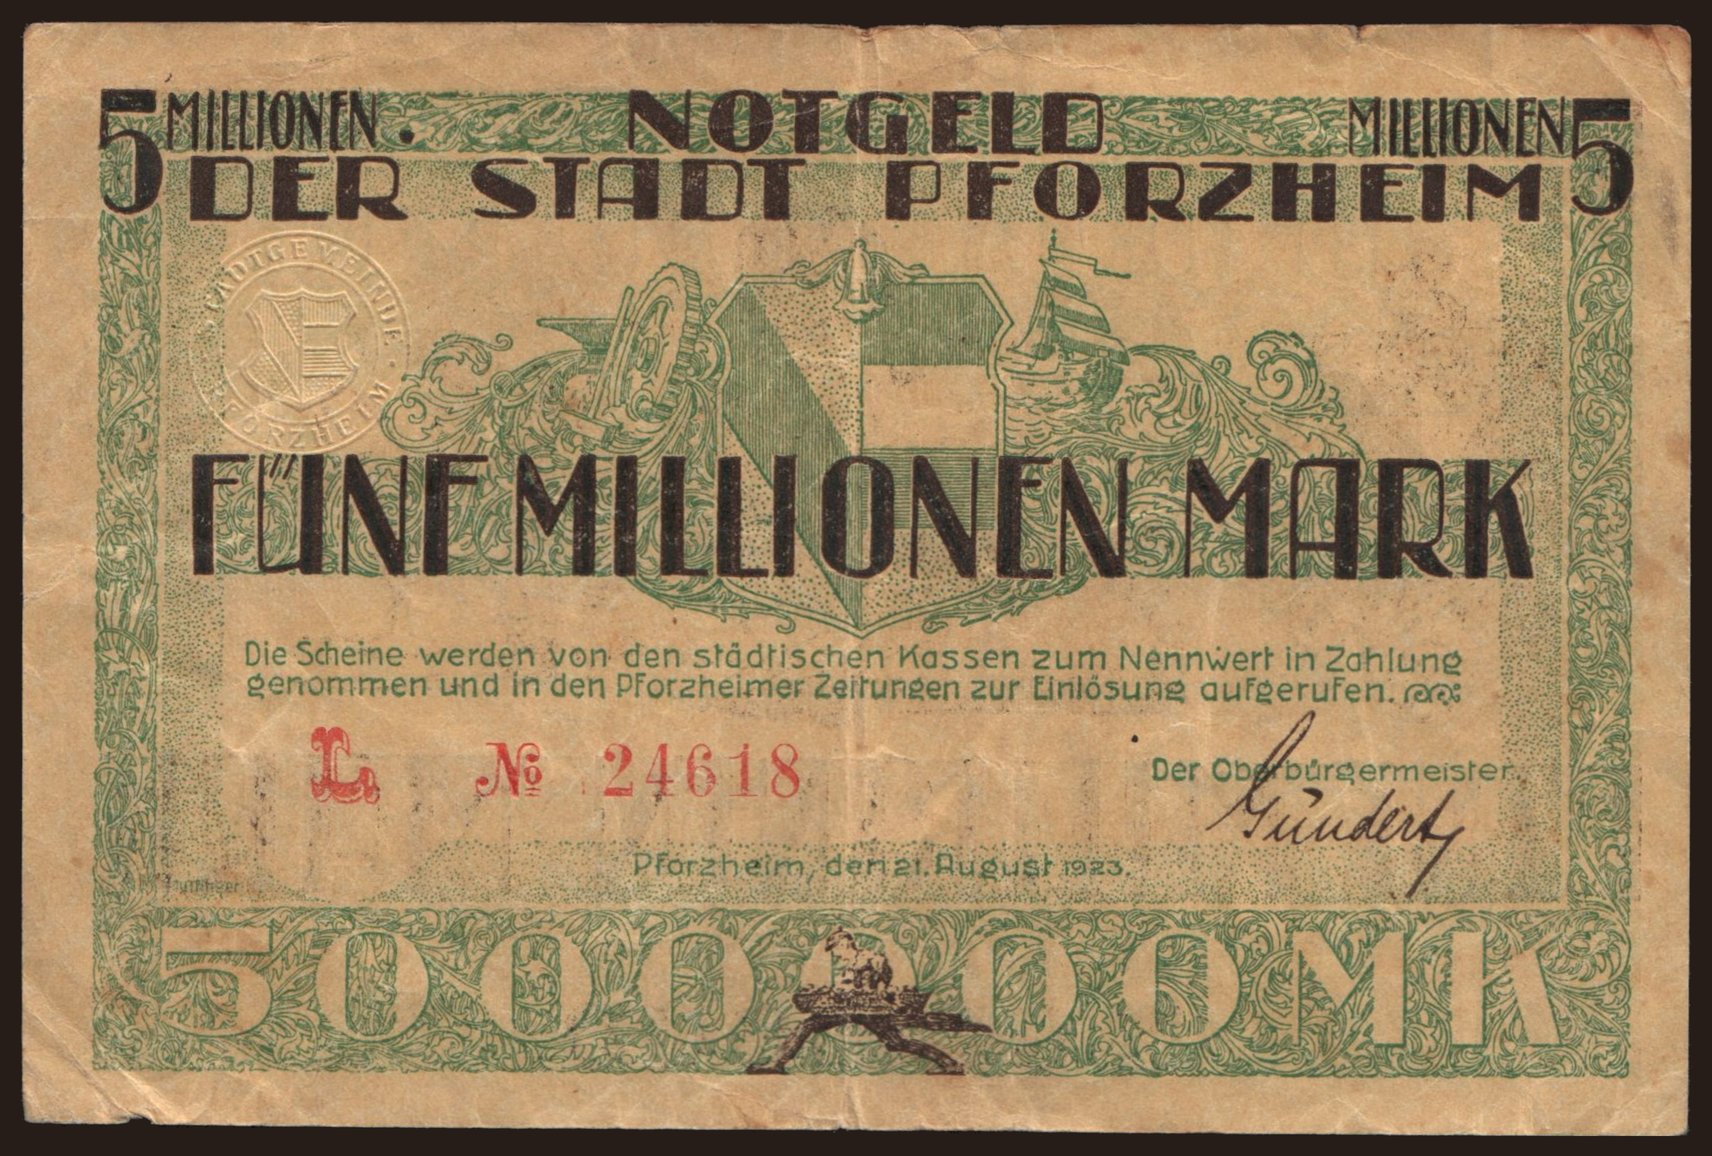 5 MILLIONEN. NOTGELD MILLIONEN 5
DER STADT PFORZHEIM
STADTGEMEINDE · PFORZHEIM ·
FÜNF MILLIONEN MARK
Die Scheine werden von den städtischen Kassen zum Nennwert in Zahlung
genommen und in den Pforzheimer Zeitungen zur Einlösung aufgerufen.
L. № 24618
Der Oberbürgermeister
Gündert
Pforzheim, den 21. August 1923.
5000000 MK